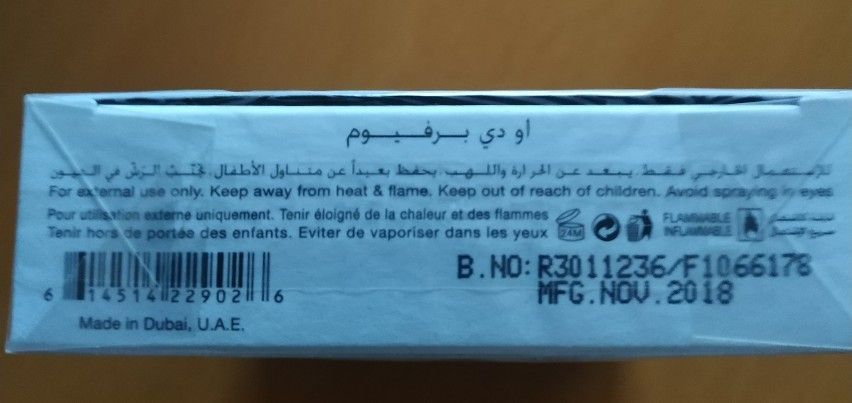 أو دي برفيوم
للإستعمال الخارجي فقط. يبعد عن الحرارة واللهب. يحفظ بعيداً عن متناول الأطفال. تجنب الرش في العيون
For external use only. Keep away from heat & flame. Keep out of reach of children. Avoid spraying in eyes
Pour utilisation externe uniquement. Tenir éloigné de la chaleur et des flammes
Tenir hors de portée des enfants. Eviter de vaporiser dans les yeux
24M
FLAMMABLE
INFLAMMABLE
B.NO: R3011236/F1066178
MFG.NOV.2018
6 14514 22902 6
Made in Dubai, U.A.E.